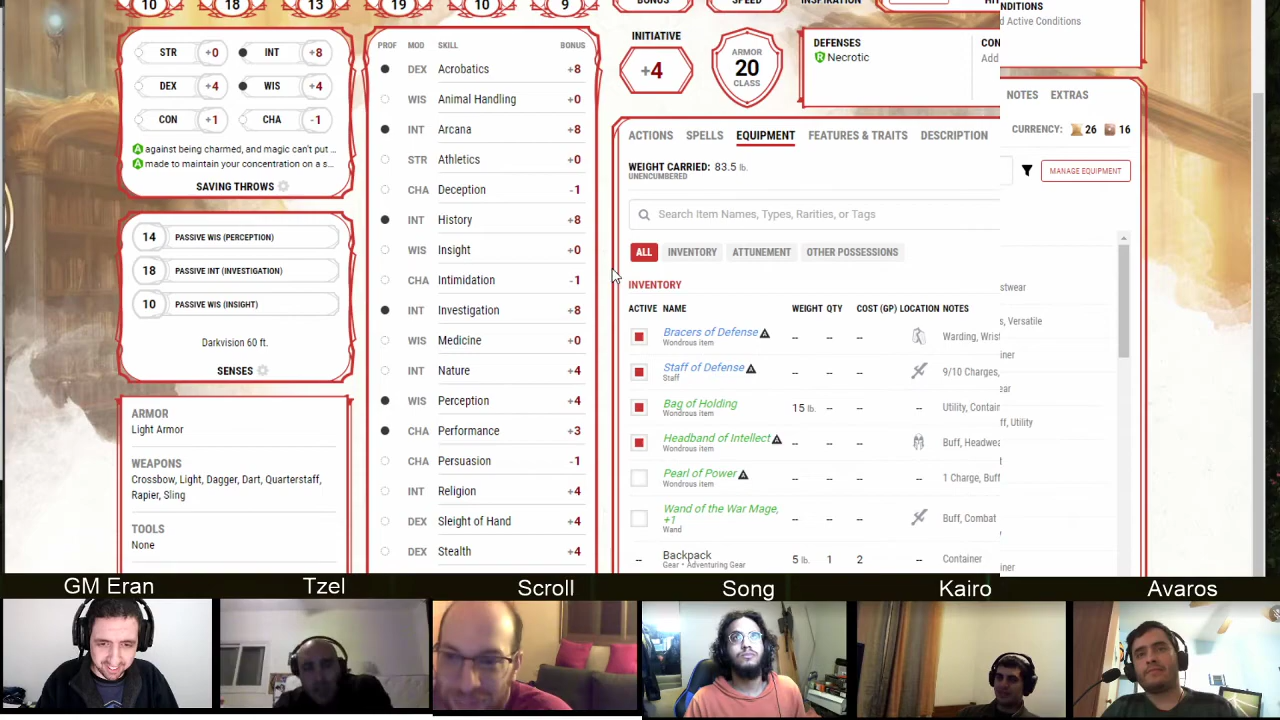 10 18 13 19 10 9
BONUS SPEED INSPIRATION
NDITIONS
d Active Conditions
STR +0 INT +8
DEX +4 WIS +4
CON +1 CHA -1
against being charmed, and magic can't put ...
made to maintain your concentration on a s...
SAVING THROWS
14 PASSIVE WIS (PERCEPTION)
18 PASSIVE INT (INVESTIGATION)
10 PASSIVE WIS (INSIGHT)
Darkvision 60 ft.
SENSES
ARMOR
Light Armor
WEAPONS
Crossbow, Light, Dagger, Dart, Quarterstaff,
Rapier, Sling
TOOLS
None
PROF MOD SKILL BONUS
DEX Acrobatics +8
WIS Animal Handling +0
INT Arcana +8
STR Athletics +0
CHA Deception -1
INT History +8
WIS Insight +0
CHA Intimidation -1
INT Investigation +8
WIS Medicine +0
INT Nature +4
WIS Perception +4
CHA Performance +3
CHA Persuasion -1
INT Religion +4
DEX Sleight of Hand +4
DEX Stealth +4
INITIATIVE
+4
ARMOR
20
CLASS
DEFENSES
R Necrotic
CON
Add
ACTIONS SPELLS EQUIPMENT FEATURES & TRAITS DESCRIPTION NOTES EXTRAS
WEIGHT CARRIED: 83.5 lb.
UNENCUMBERED
CURRENCY: 26 16
MANAGE EQUIPMENT
Search Item Names, Types, Rarities, or Tags
ALL INVENTORY ATTUNEMENT OTHER POSSESSIONS
INVENTORY
ACTIVE NAME WEIGHT QTY COST (GP) LOCATION NOTES
Bracers of Defense -- -- -- Warding, Wris
Wondrous item
Staff of Defense -- -- -- 9/10 Charges,
Staff
Bag of Holding 15 lb. -- -- -- Utility, Contain
Wondrous item
Headband of Intellect -- -- -- Buff, Headwea
Wondrous item
Pearl of Power -- -- -- -- 1 Charge, Buff
Wondrous item
Wand of the War Mage,
+1 -- -- -- Buff, Combat
Wand
-- Backpack 5 lb. 1 2 Container
Gear • Adventuring Gear
stwear
s, Versatile
iner
ear
ff, Utility
iner
GM Eran Tzel Scroll Song Kairo Avaros